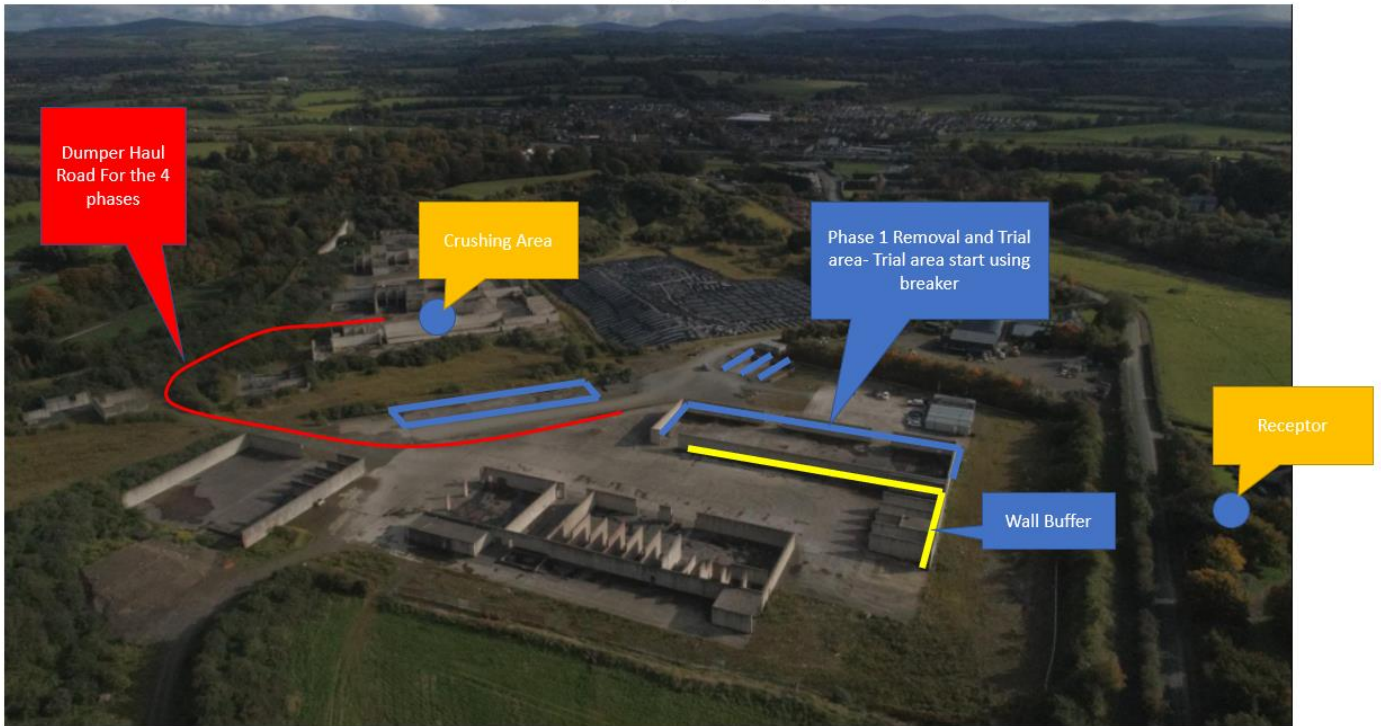 Dumper Haul
Road For the 4
phases
Crushing Area
Phase 1 Removal and Trial
area- Trial area start using
breaker
Receptor
Wall Buffer